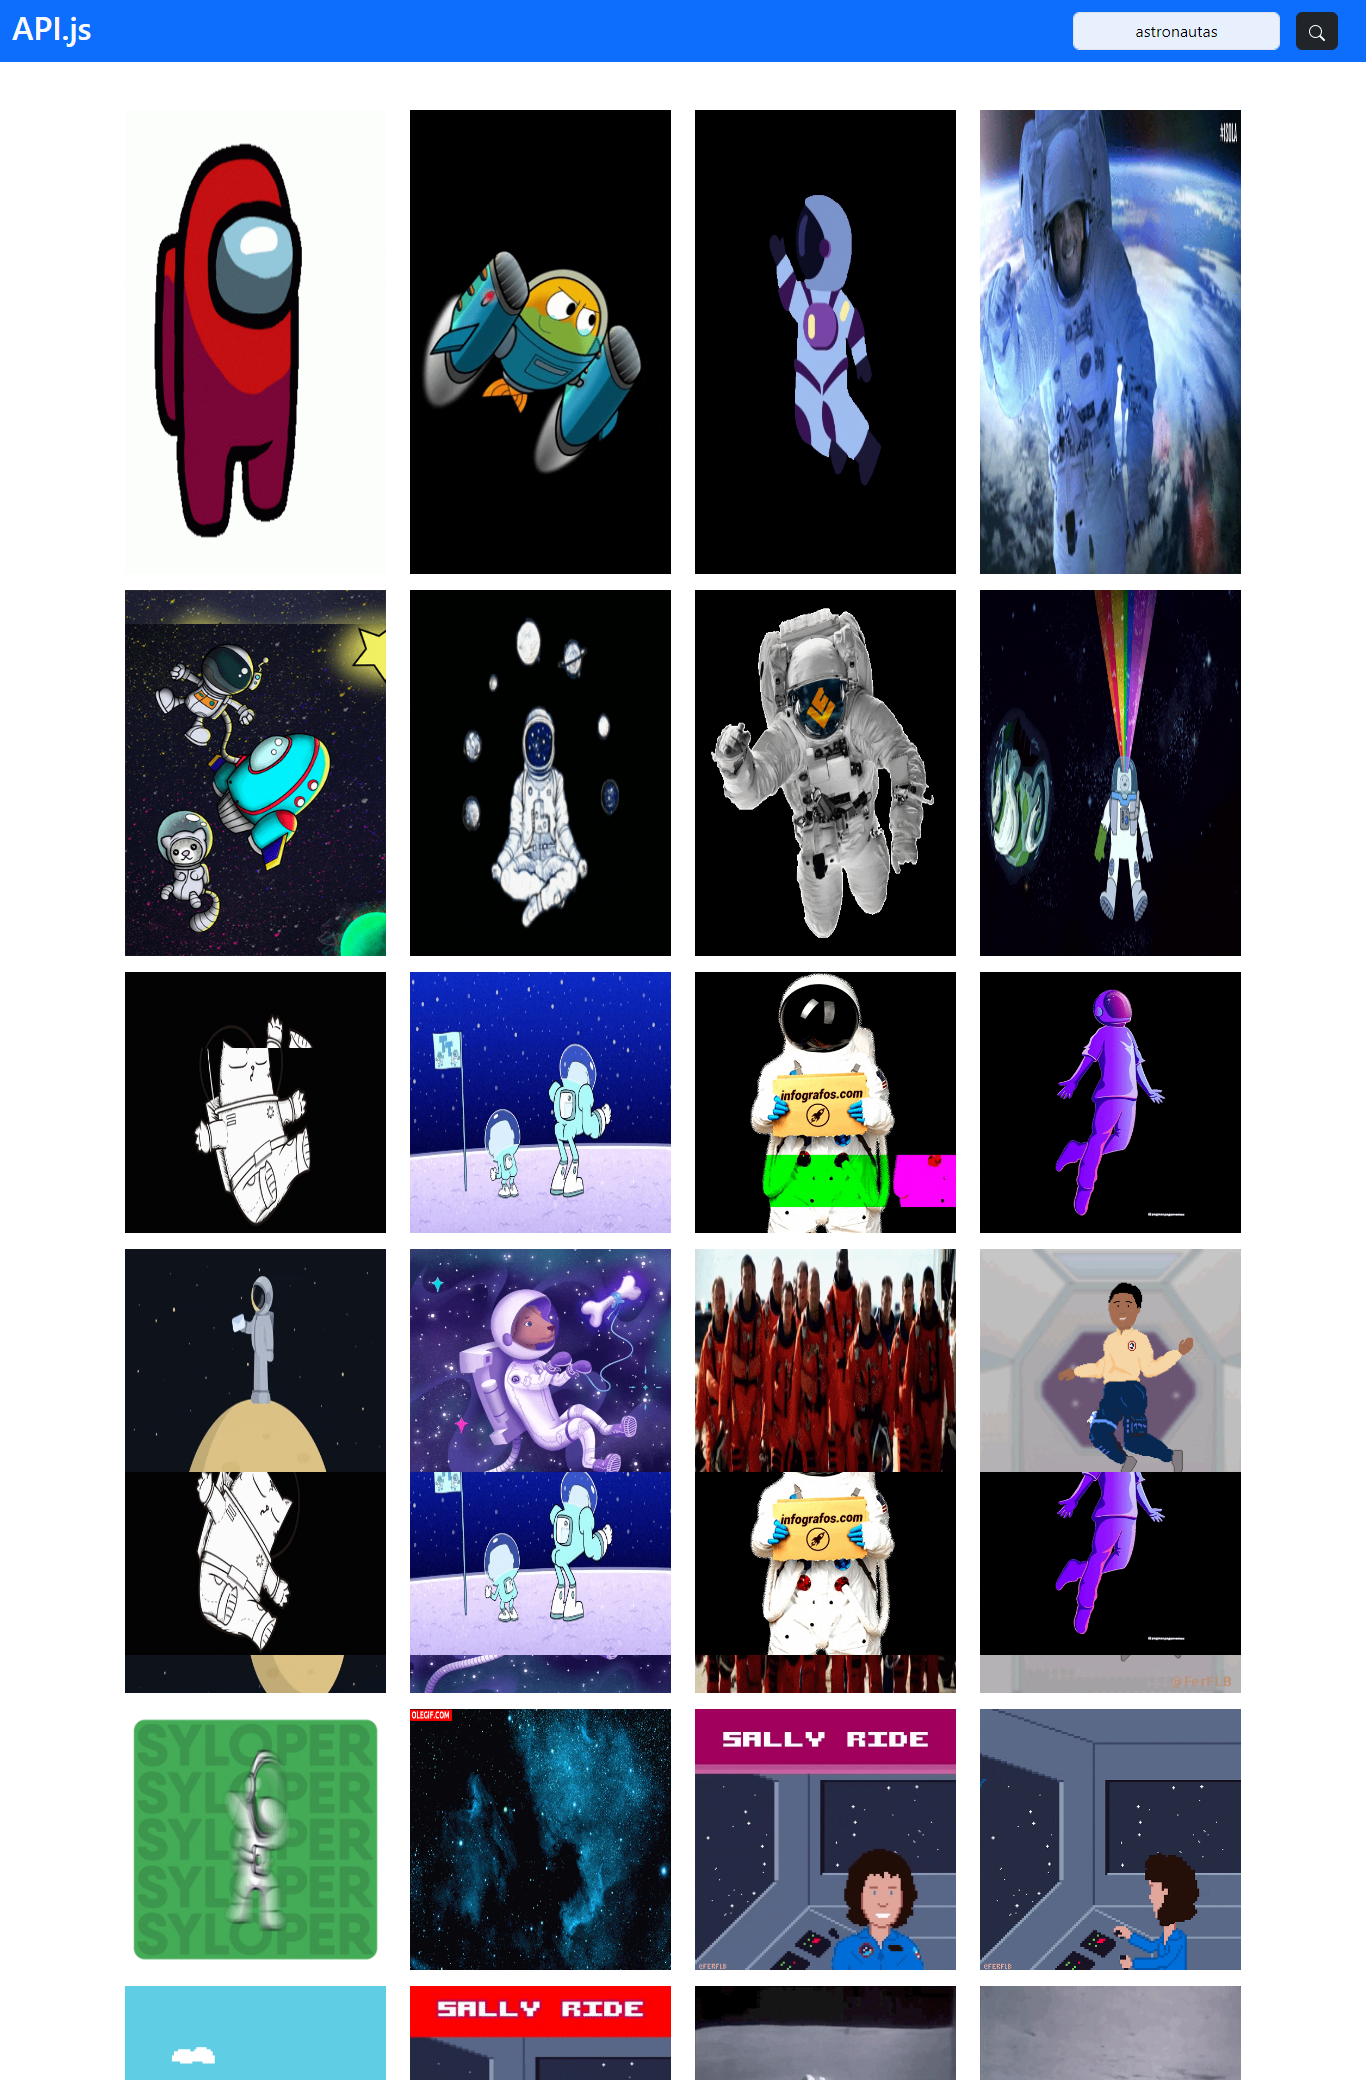 API.js
astronautas
#ISOLA
infografos.com
infografos.com
@FerFLB
SYLOPER
SYLOPER
SYLOPER
SYLOPER
SYLOPER
OLEGIF.COM
SALLY RIDE
@FERFLB
@FERFLB
SALLY RIDE